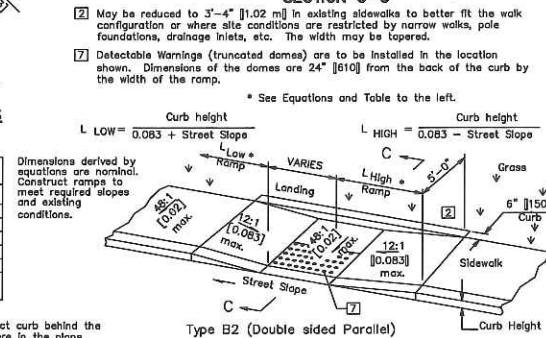 2 May be reduced to 3'-4" [1.02 m] in existing sidewalks to better fit the walk
configuration or where site conditions are restricted by narrow walks, pole
foundations, drainage inlets, etc. The width may be tapered.
7 Detectable Warnings (truncated domes) are to be installed in the location
shown. Dimensions of the domes are 24" [610] from the back of the curb by
the width of the ramp.
* See Equations and Table to the left.
L LOW = Curb height / 0.083 + Street Slope
L HIGH = Curb height / 0.083 - Street Slope
Dimensions derived by
equations are nominal.
Construct ramps to
meet required slopes
and existing
conditions.
L Low *
Ramp
VARIES
Landing
L High *
Ramp
C
5'-0"
Grass
2
6" [150
Curb
48:1
[0.02]
max.
12:1
[0.083]
max.
48:1
[0.02]
max.
12:1
[0.083]
max.
Sidewalk
Street Slope
C
7
Curb Height
ct curb behind the
Type B2 (Double sided Parallel)